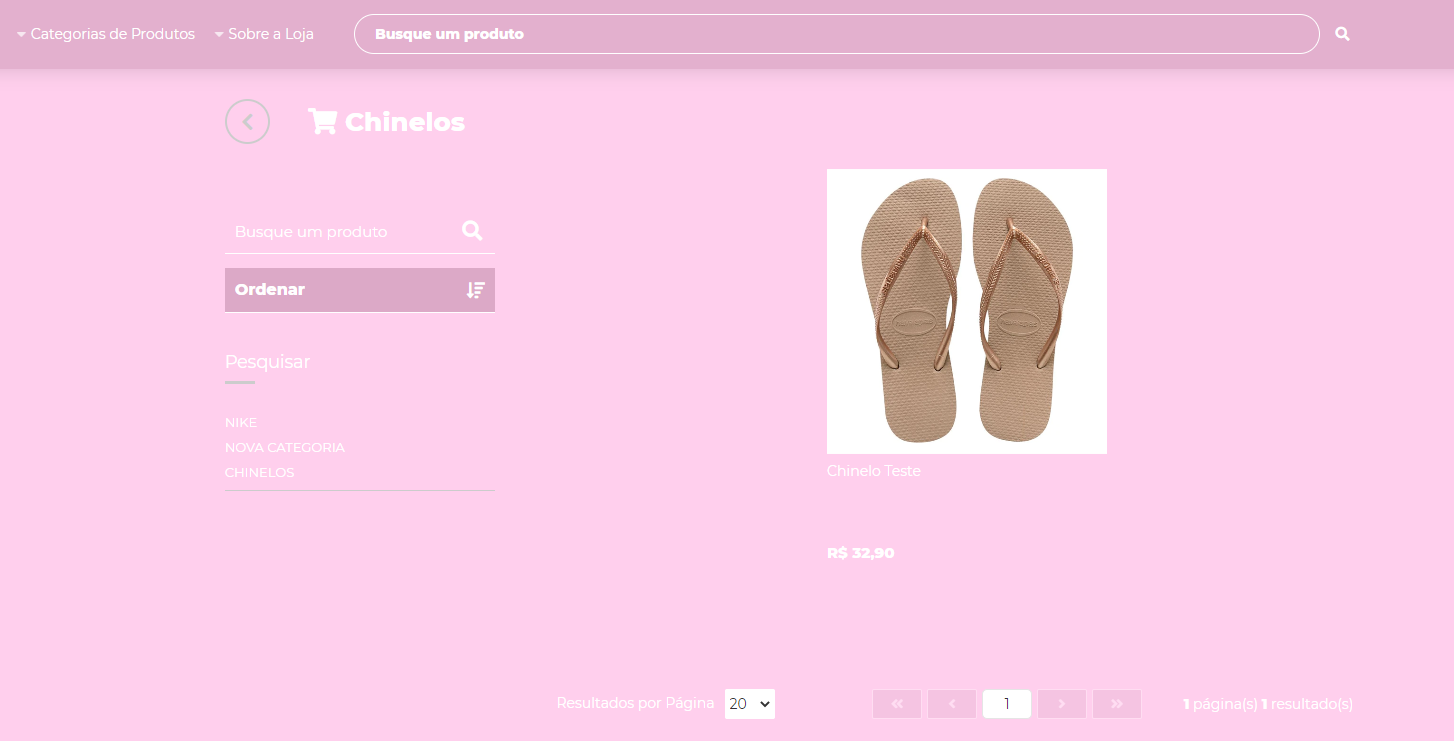 Categorias de Produtos
Sobre a Loja
Busque um produto
Chinelos
Busque um produto
Ordenar
Pesquisar
NIKE
NOVA CATEGORIA
CHINELOS
Chinelo Teste
R$ 32,90
Resultados por Página 20
1
1 página(s) 1 resultado(s)